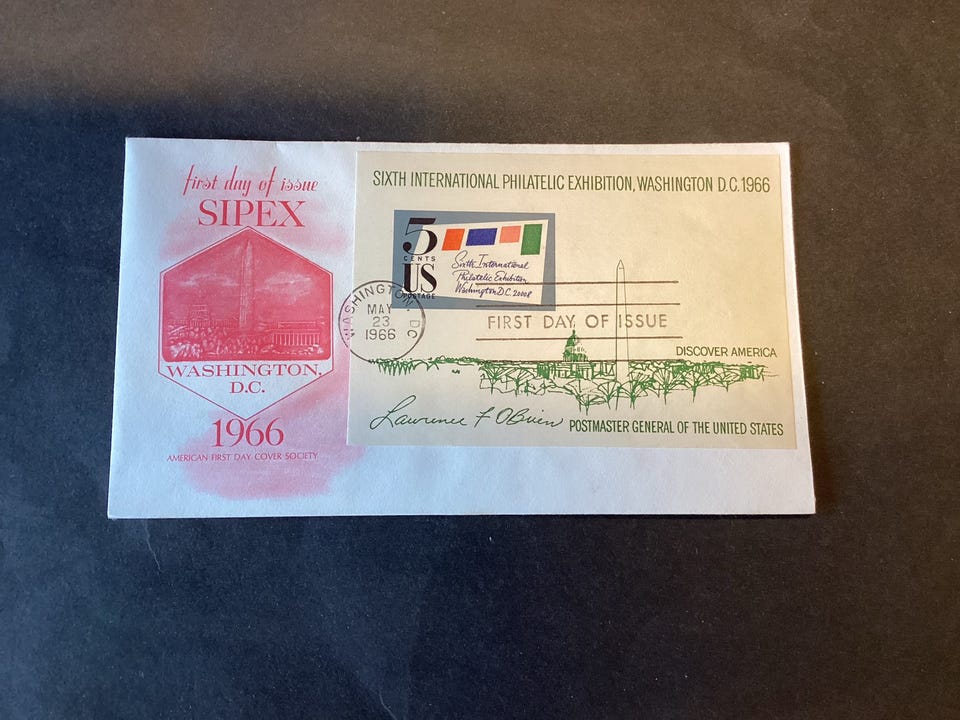 first day of issue
SIPEX
WASHINGTON,
D.C.
1966
AMERICAN FIRST DAY COVER SOCIETY
SIXTH INTERNATIONAL PHILATELIC EXHIBITION, WASHINGTON D.C. 1966
5
CENTS
US
POSTAGE
Sixth International
Philatelic Exhibition
Washington D.C. 20008
WASHINGTON, DC
MAY
23
1966
FIRST DAY OF ISSUE
DISCOVER AMERICA
Lawrence F O'Brien POSTMASTER GENERAL OF THE UNITED STATES